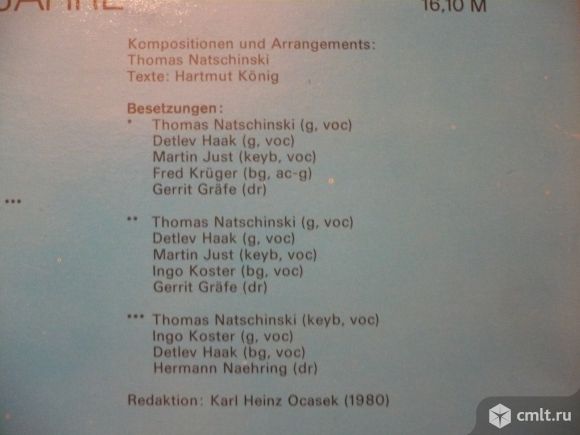 16,10 M
Kompositionen und Arrangements:
Thomas Natschinski
Texte: Hartmut König
Besetzungen:
* Thomas Natschinski (g, voc)
Detlev Haak (g, voc)
Martin Just (keyb, voc)
Fred Krüger (bg, ac-g)
Gerrit Gräfe (dr)
***
** Thomas Natschinski (g, voc)
Detlev Haak (g, voc)
Martin Just (keyb, voc)
Ingo Koster (bg, voc)
Gerrit Gräfe (dr)
*** Thomas Natschinski (keyb, voc)
Ingo Koster (g, voc)
Detlev Haak (bg, voc)
Hermann Naehring (dr)
Redaktion: Karl Heinz Ocasek (1980)
cmlt.ru